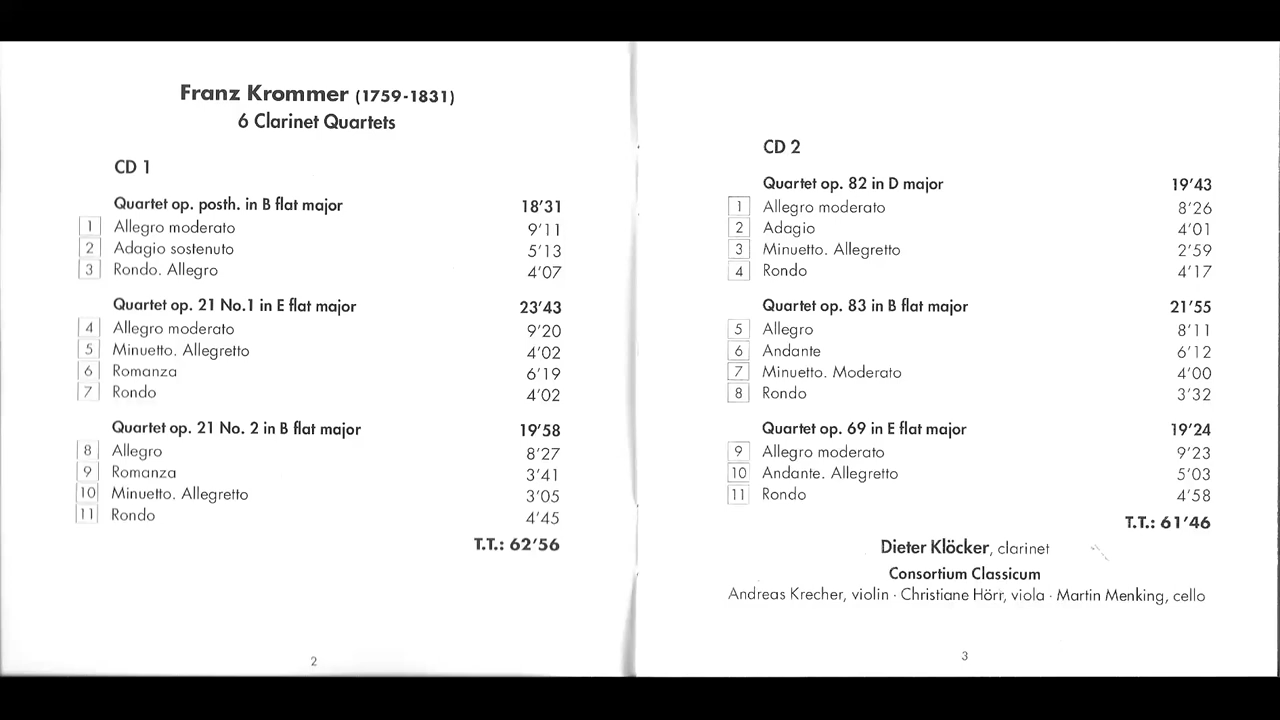 Franz Krommer (1759-1831)
6 Clarinet Quartets
CD 1
Quartet op. posth. in B flat major 18'31
1 Allegro moderato 9'11
2 Adagio sostenuto 5'13
3 Rondo. Allegro 4'07
Quartet op. 21 No.1 in E flat major 23'43
4 Allegro moderato 9'20
5 Minuetto. Allegretto 4'02
6 Romanza 6'19
7 Rondo 4'02
Quartet op. 21 No. 2 in B flat major 19'58
8 Allegro 8'27
9 Romanza 3'41
10 Minuetto. Allegretto 3'05
11 Rondo 4'45
T.T.: 62'56
2
CD 2
Quartet op. 82 in D major 19'43
1 Allegro moderato 8'26
2 Adagio 4'01
3 Minuetto. Allegretto 2'59
4 Rondo 4'17
Quartet op. 83 in B flat major 21'55
5 Allegro 8'11
6 Andante 6'12
7 Minuetto. Moderato 4'00
8 Rondo 3'32
Quartet op. 69 in E flat major 19'24
9 Allegro moderato 9'23
10 Andante. Allegretto 5'03
11 Rondo 4'58
T.T.: 61'46
Dieter Klöcker, clarinet
Consortium Classicum
Andreas Krecher, violin · Christiane Hörr, viola · Martin Menking, cello
3